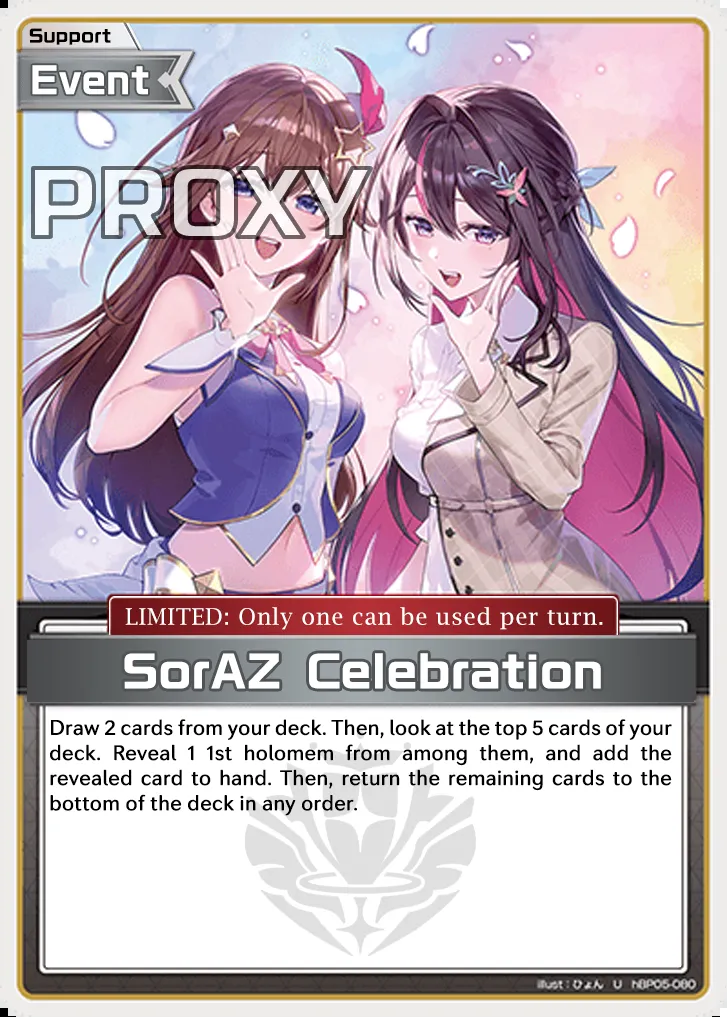 Support
Event
PROXY
LIMITED: Only one can be used per turn.
SorAZ Celebration
Draw 2 cards from your deck. Then, look at the top 5 cards of your
deck. Reveal 1 1st holomem from among them, and add the
revealed card to hand. Then, return the remaining cards to the
bottom of the deck in any order.
illust : ひょん U hBP05-080